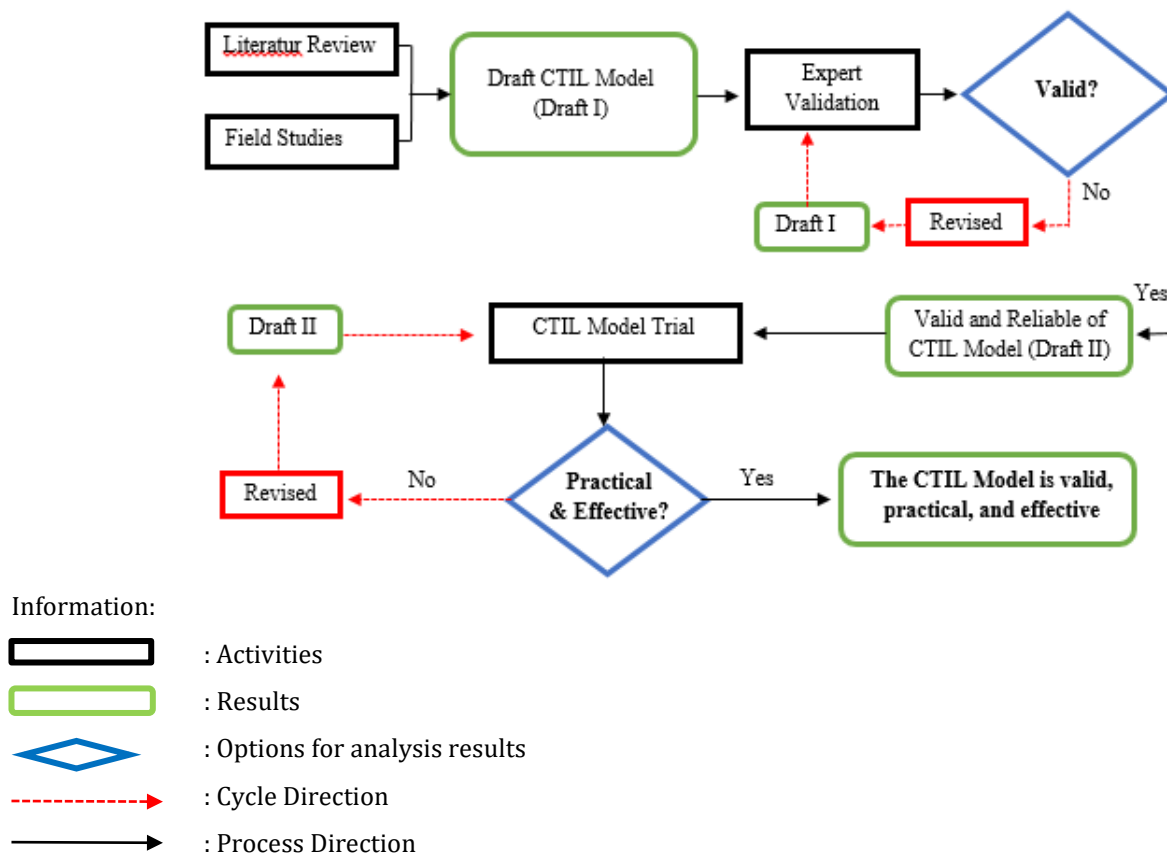 Literatur Review
Field Studies
Draft CTIL Model
(Draft I)
Expert
Validation
Valid?
No
Revised
Draft I
Yes
Valid and Reliable of
CTIL Model (Draft II)
CTIL Model Trial
Draft II
Revised
No
Practical
& Effective?
Yes
The CTIL Model is valid,
practical, and effective
Information:
: Activities
: Results
: Options for analysis results
: Cycle Direction
: Process Direction